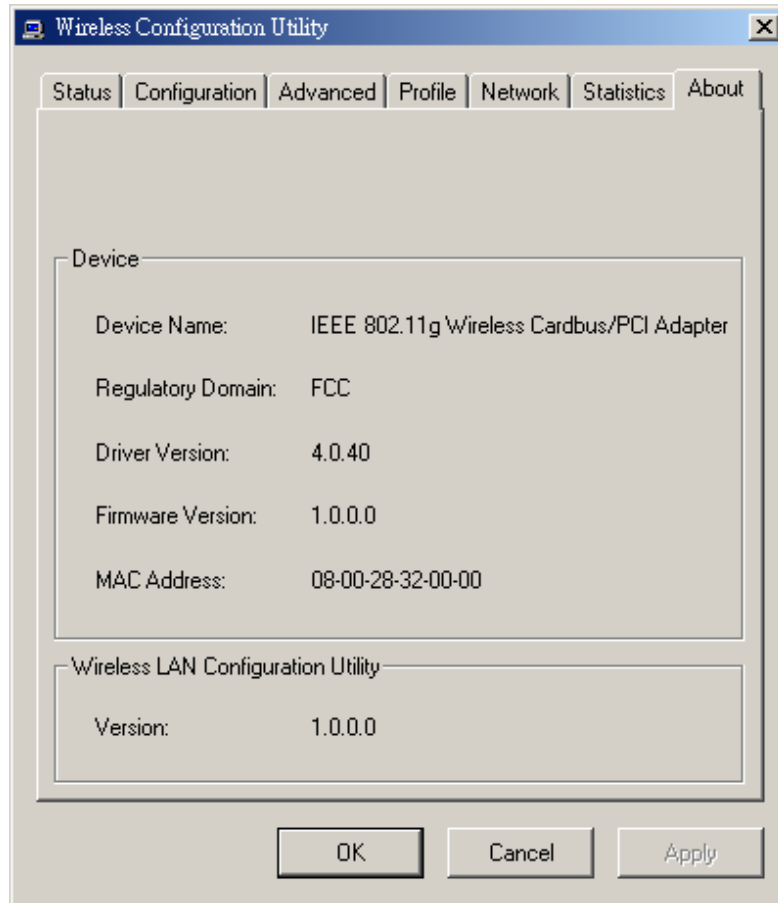 Wireless Configuration Utility
Status Configuration Advanced Profile Network Statistics About
Device
Device Name: IEEE 802.11g Wireless Cardbus/PCI Adapter
Regulatory Domain: FCC
Driver Version: 4.0.40
Firmware Version: 1.0.0.0
MAC Address: 08-00-28-32-00-00
Wireless LAN Configuration Utility
Version: 1.0.0.0
OK Cancel Apply